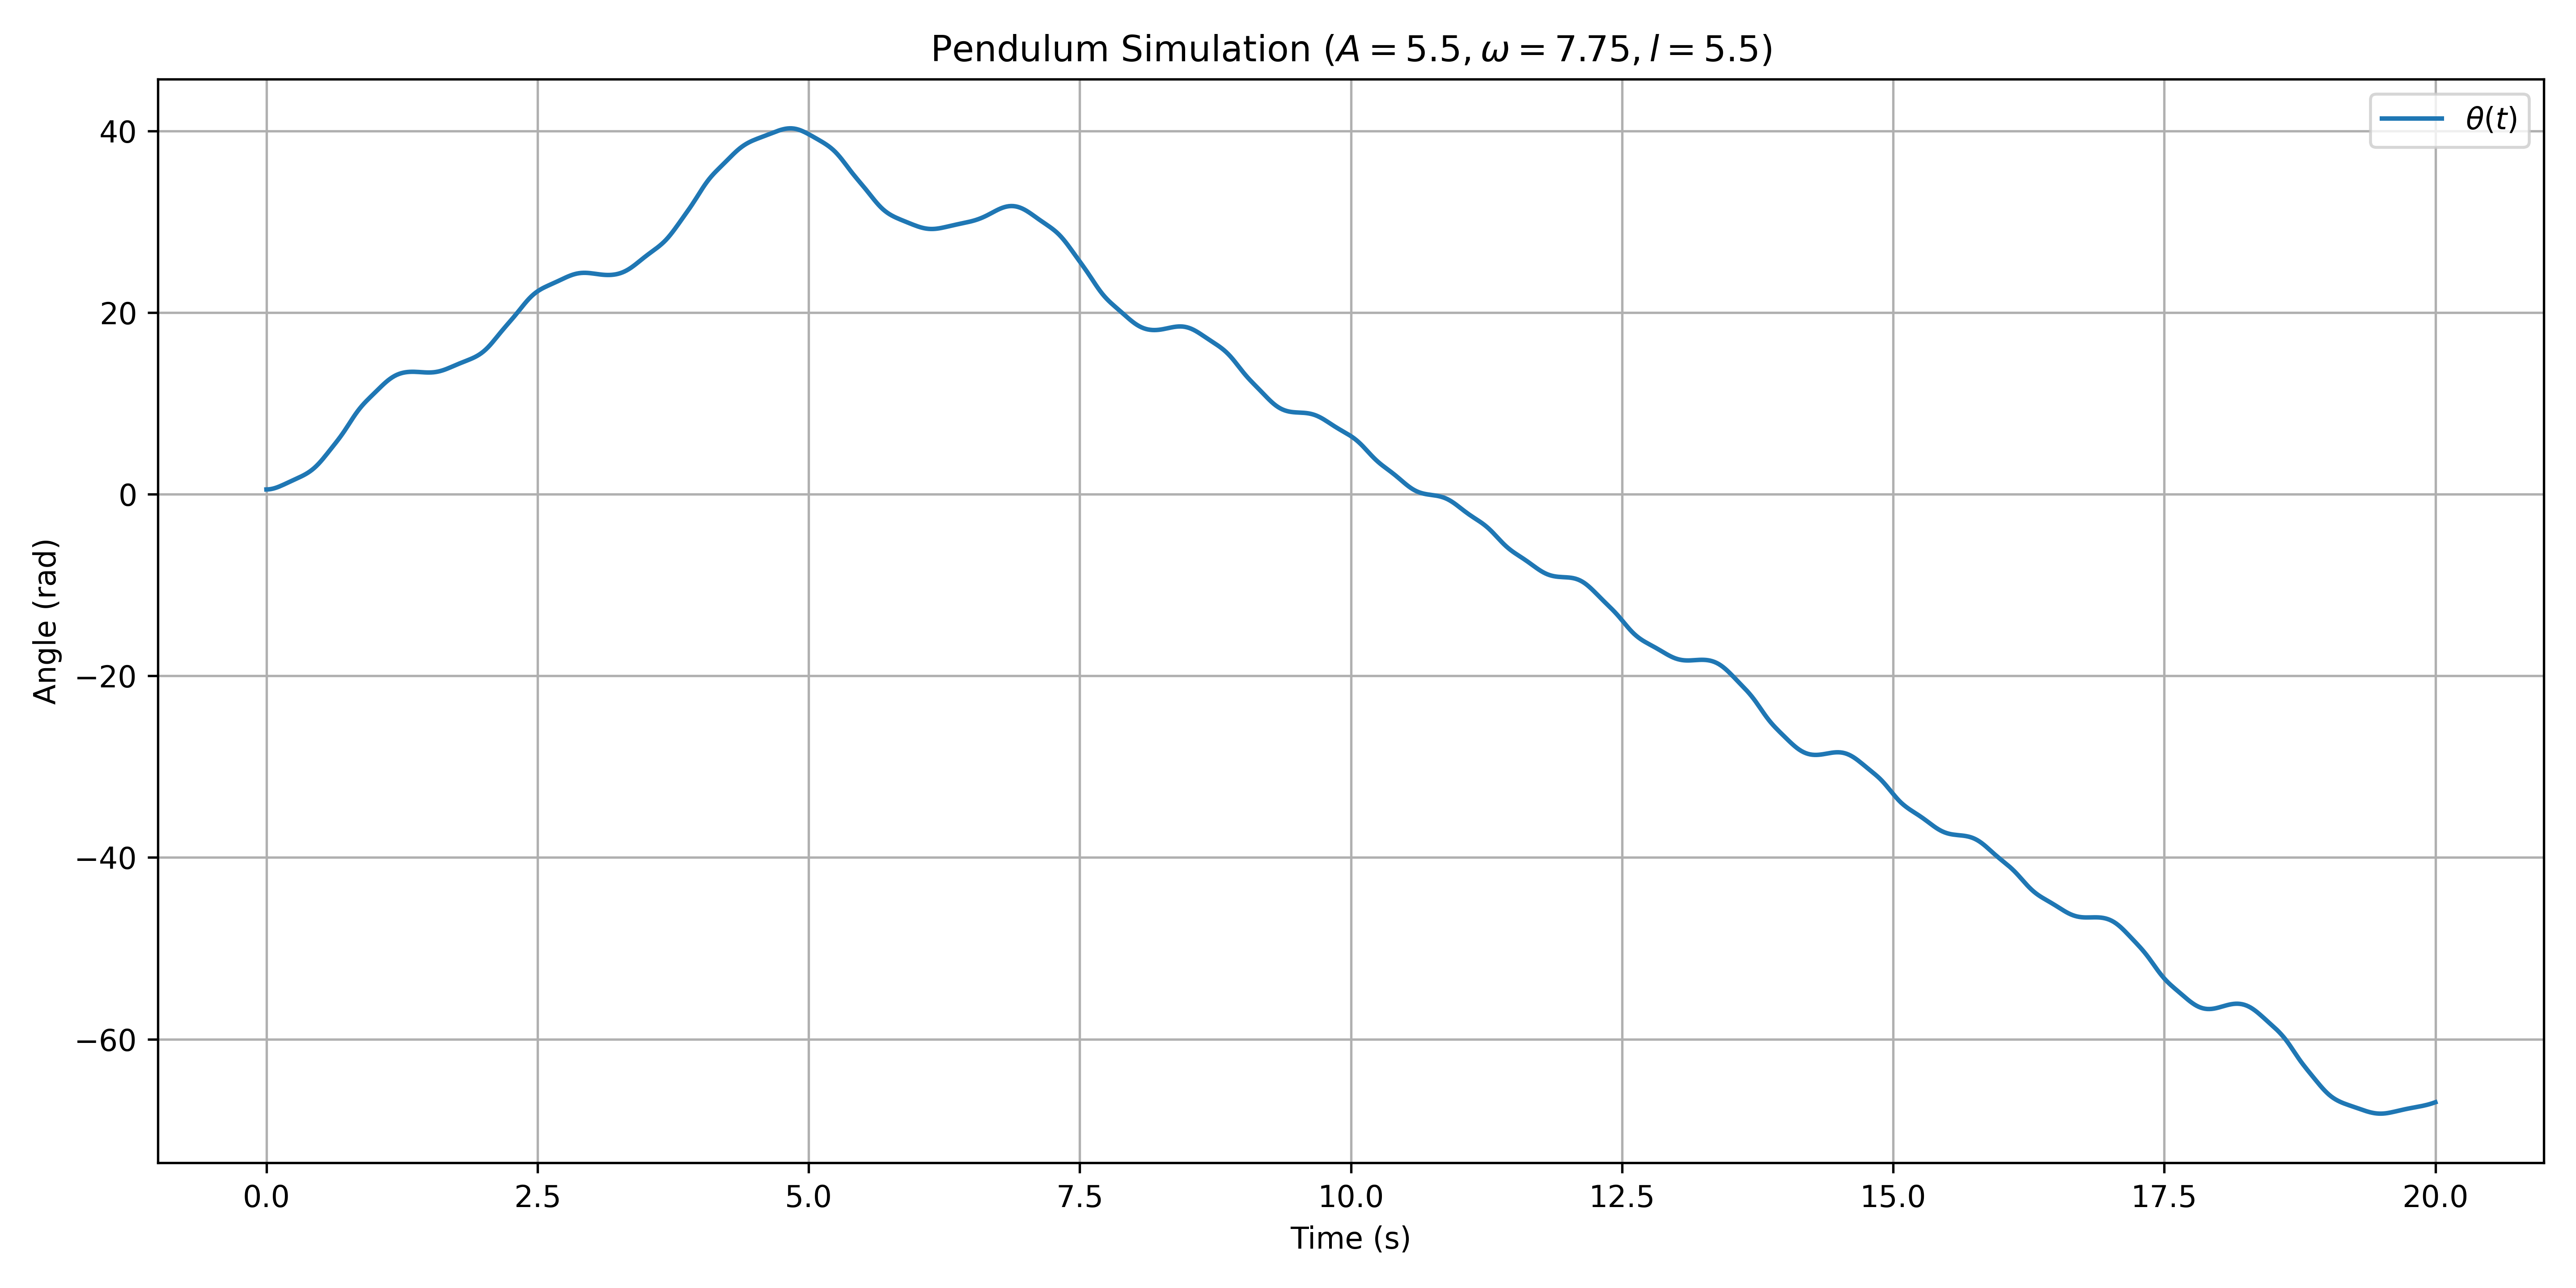 Pendulum Simulation (A = 5.5, ω = 7.75, l = 5.5)
θ(t)
Angle (rad)
40
20
0
−20
−40
−60
0.0 2.5 5.0 7.5 10.0 12.5 15.0 17.5 20.0
Time (s)